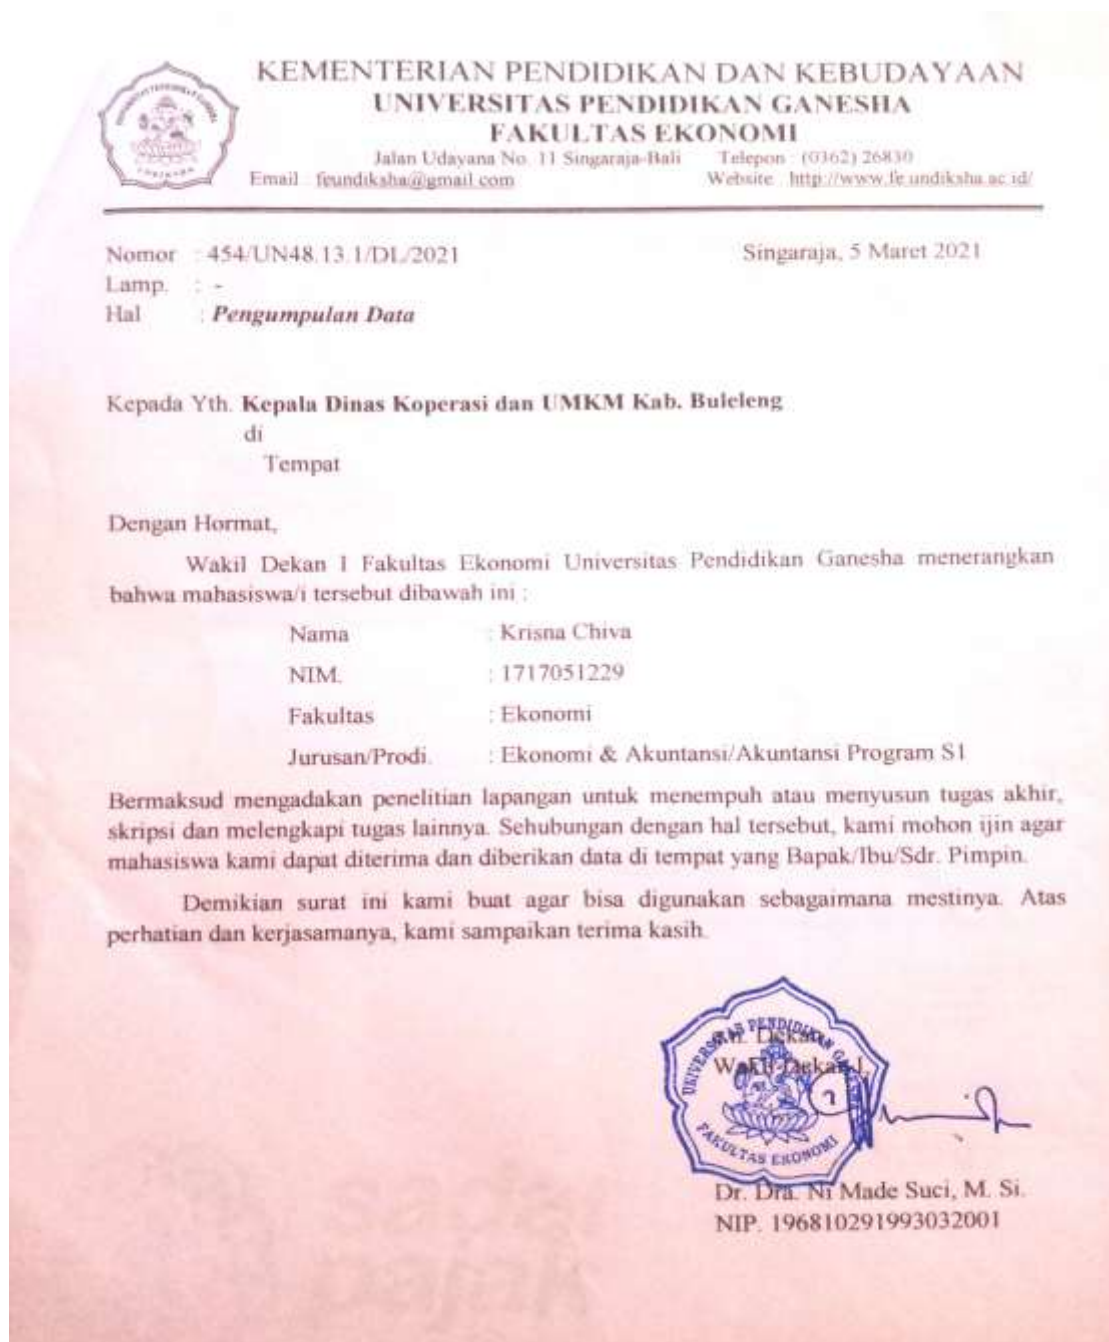 KEMENTERIAN PENDIDIKAN DAN KEBUDAYAAN
UNIVERSITAS PENDIDIKAN GANESHA
FAKULTAS EKONOMI
Jalan Udayana No. 11 Singaraja-Bali Telepon : (0362) 26830
Email : feundiksha@gmail.com Website : http://www.fe.undiksha.ac.id/
Nomor : 454/UN48.13.1/DL/2021 Singaraja, 5 Maret 2021
Lamp. : -
Hal : Pengumpulan Data
Kepada Yth. Kepala Dinas Koperasi dan UMKM Kab. Buleleng
di
Tempat
Dengan Hormat,
Wakil Dekan I Fakultas Ekonomi Universitas Pendidikan Ganesha menerangkan
bahwa mahasiswa/i tersebut dibawah ini :
Nama : Krisna Chiva
NIM. : 1717051229
Fakultas : Ekonomi
Jurusan/Prodi. : Ekonomi & Akuntansi/Akuntansi Program S1
Bermaksud mengadakan penelitian lapangan untuk menempuh atau menyusun tugas akhir,
skripsi dan melengkapi tugas lainnya. Sehubungan dengan hal tersebut, kami mohon ijin agar
mahasiswa kami dapat diterima dan diberikan data di tempat yang Bapak/Ibu/Sdr. Pimpin.
Demikian surat ini kami buat agar bisa digunakan sebagaimana mestinya. Atas
perhatian dan kerjasamanya, kami sampaikan terima kasih.
Dekan
Wakil Dekan I,
UNIVERSITAS PENDIDIKAN GANESHA
FAKULTAS EKONOMI
Dr. Dra. Ni Made Suci, M. Si.
NIP. 196810291993032001